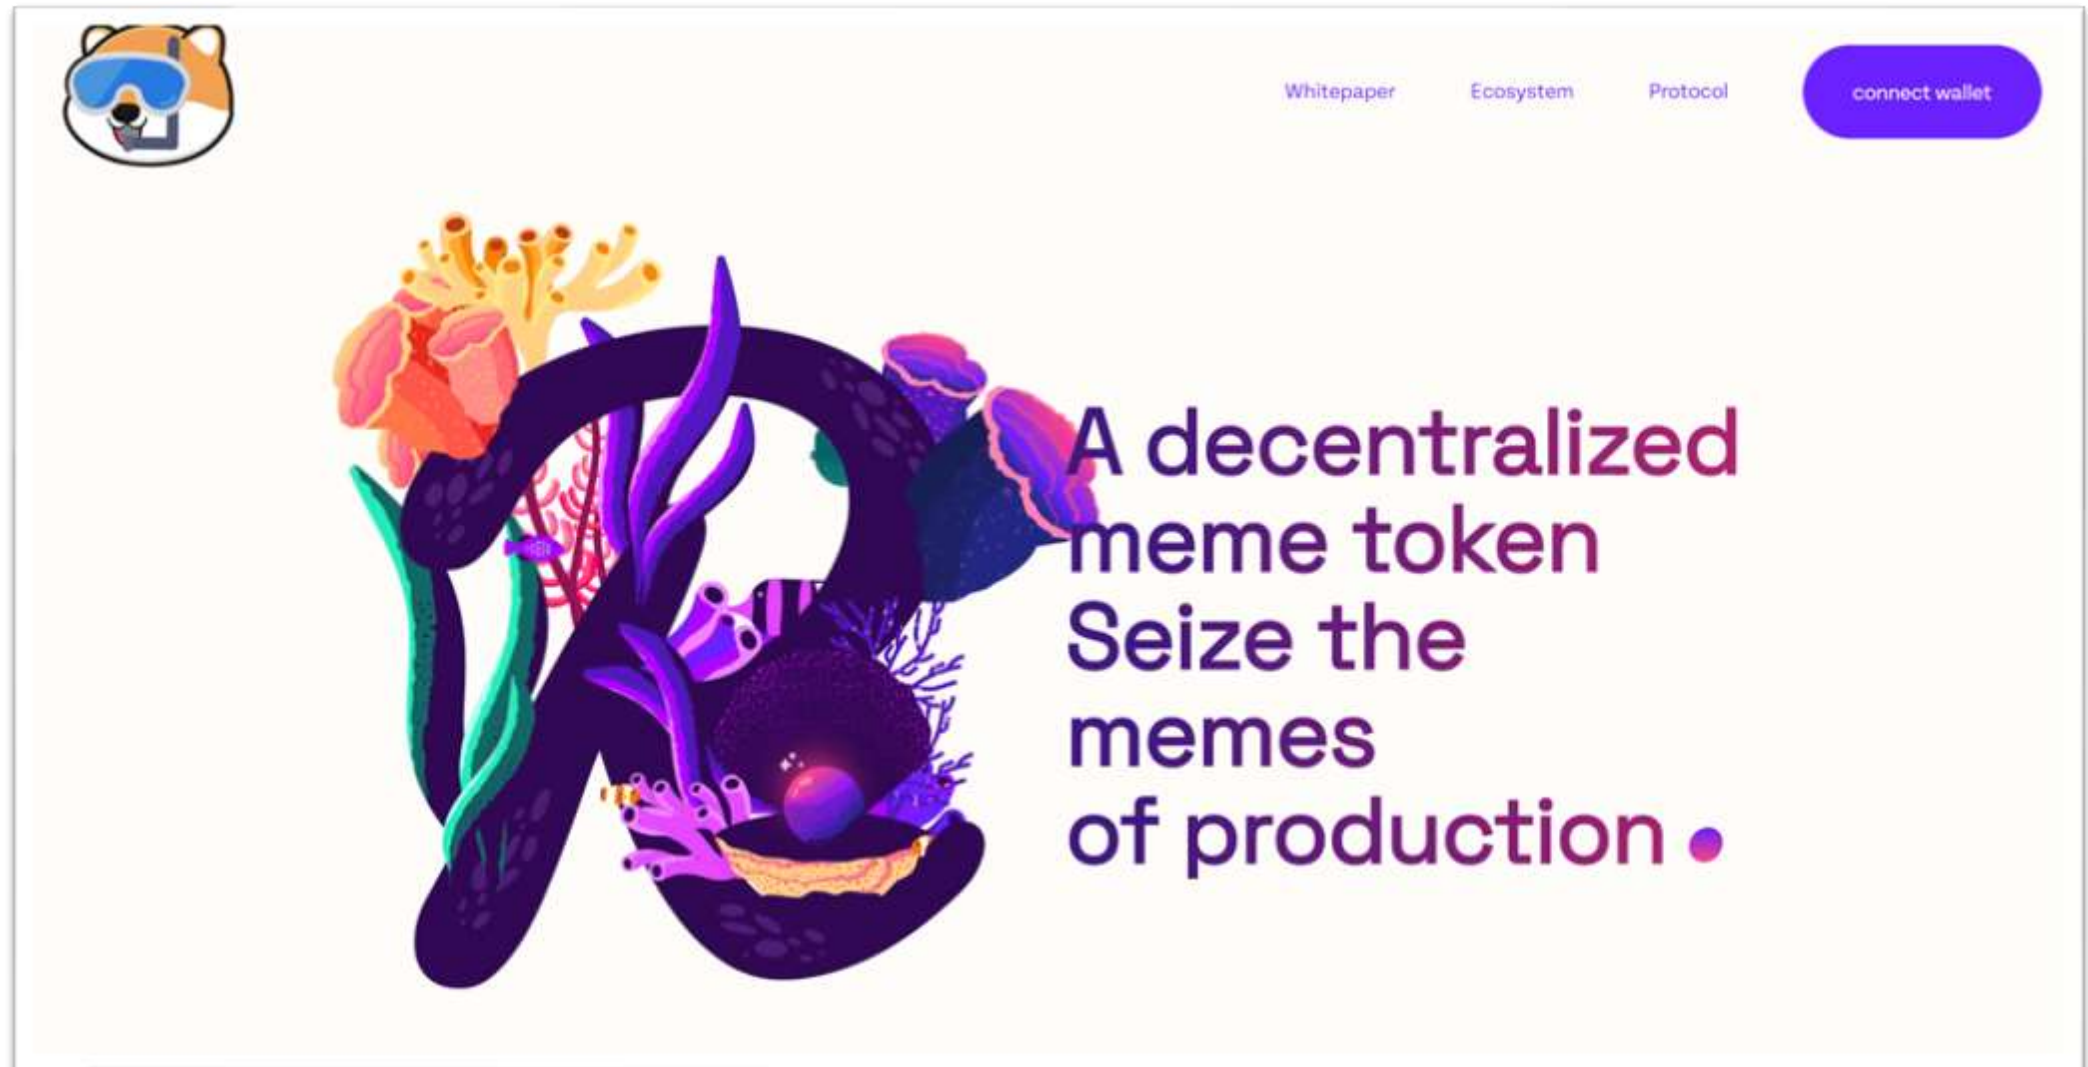 Whitepaper Ecosystem Protocol connect wallet
A decentralized
meme token
Seize the
memes
of production